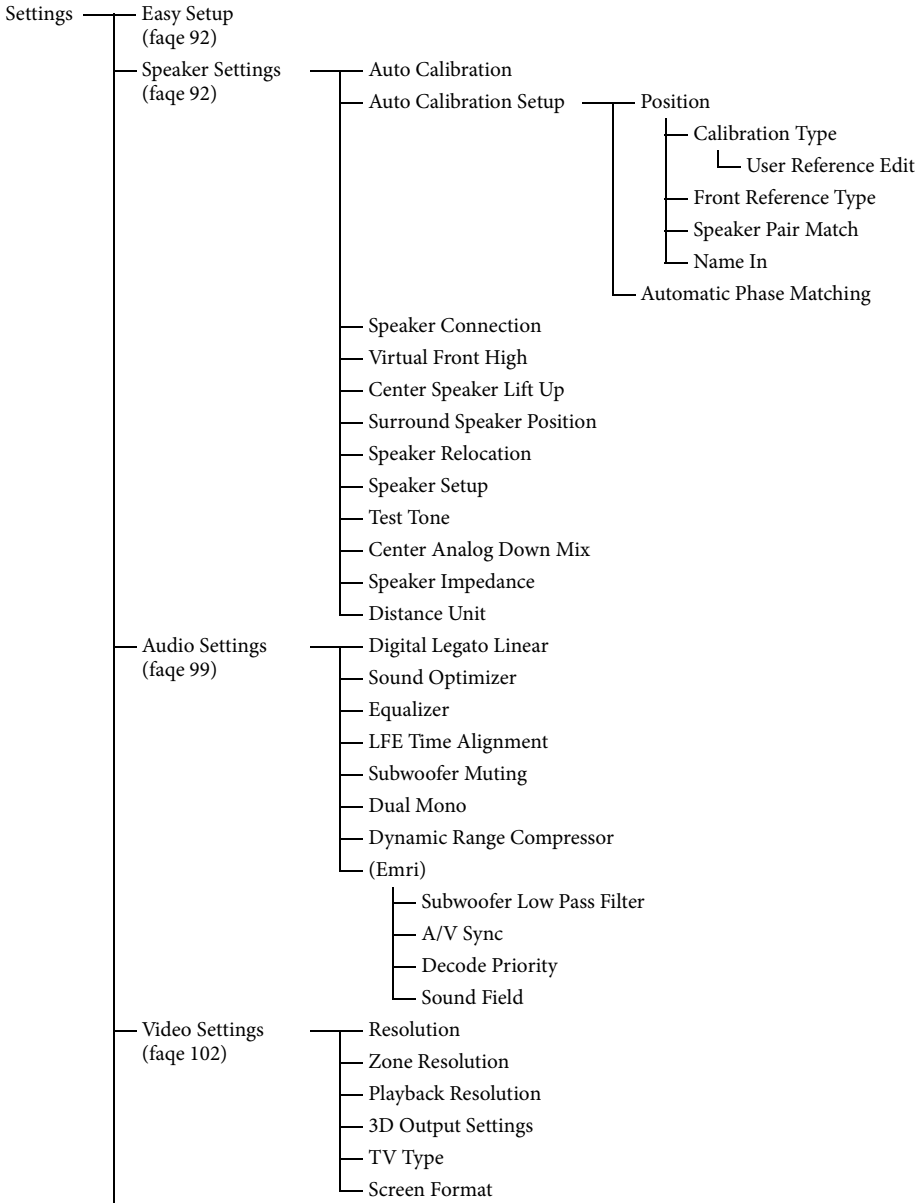 Settings
Easy Setup
(faqe 92)
Speaker Settings
(faqe 92)
Auto Calibration
Auto Calibration Setup
Position
Calibration Type
User Reference Edit
Front Reference Type
Speaker Pair Match
Name In
Automatic Phase Matching
Speaker Connection
Virtual Front High
Center Speaker Lift Up
Surround Speaker Position
Speaker Relocation
Speaker Setup
Test Tone
Center Analog Down Mix
Speaker Impedance
Distance Unit
Audio Settings
(faqe 99)
Digital Legato Linear
Sound Optimizer
Equalizer
LFE Time Alignment
Subwoofer Muting
Dual Mono
Dynamic Range Compressor
(Emri)
Subwoofer Low Pass Filter
A/V Sync
Decode Priority
Sound Field
Video Settings
(faqe 102)
Resolution
Zone Resolution
Playback Resolution
3D Output Settings
TV Type
Screen Format